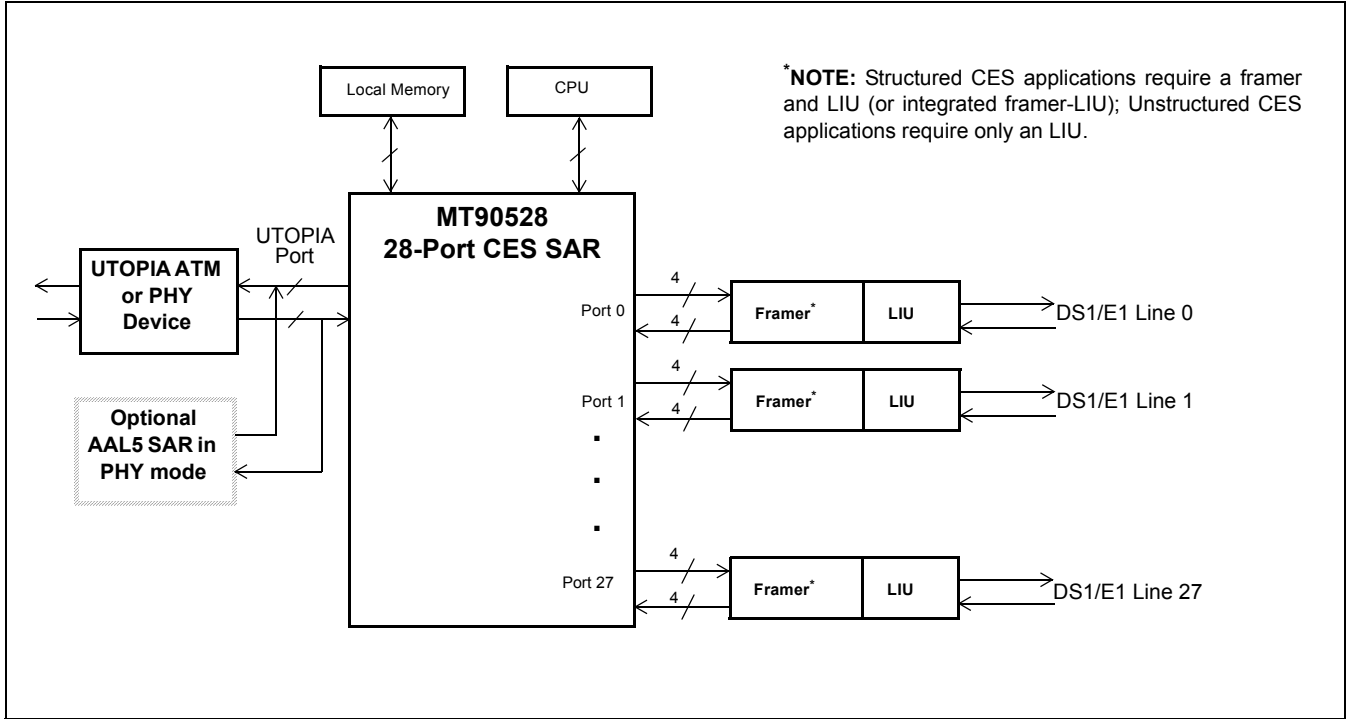 Local Memory
CPU
*NOTE: Structured CES applications require a framer
and LIU (or integrated framer-LIU); Unstructured CES
applications require only an LIU.
MT90528
28-Port CES SAR
UTOPIA
Port
UTOPIA ATM
or PHY
Device
Optional
AAL5 SAR in
PHY mode
Port 0
4
4
Framer*
LIU
DS1/E1 Line 0
Port 1
4
4
Framer*
LIU
DS1/E1 Line 1
.
.
.
Port 27
4
4
Framer*
LIU
DS1/E1 Line 27